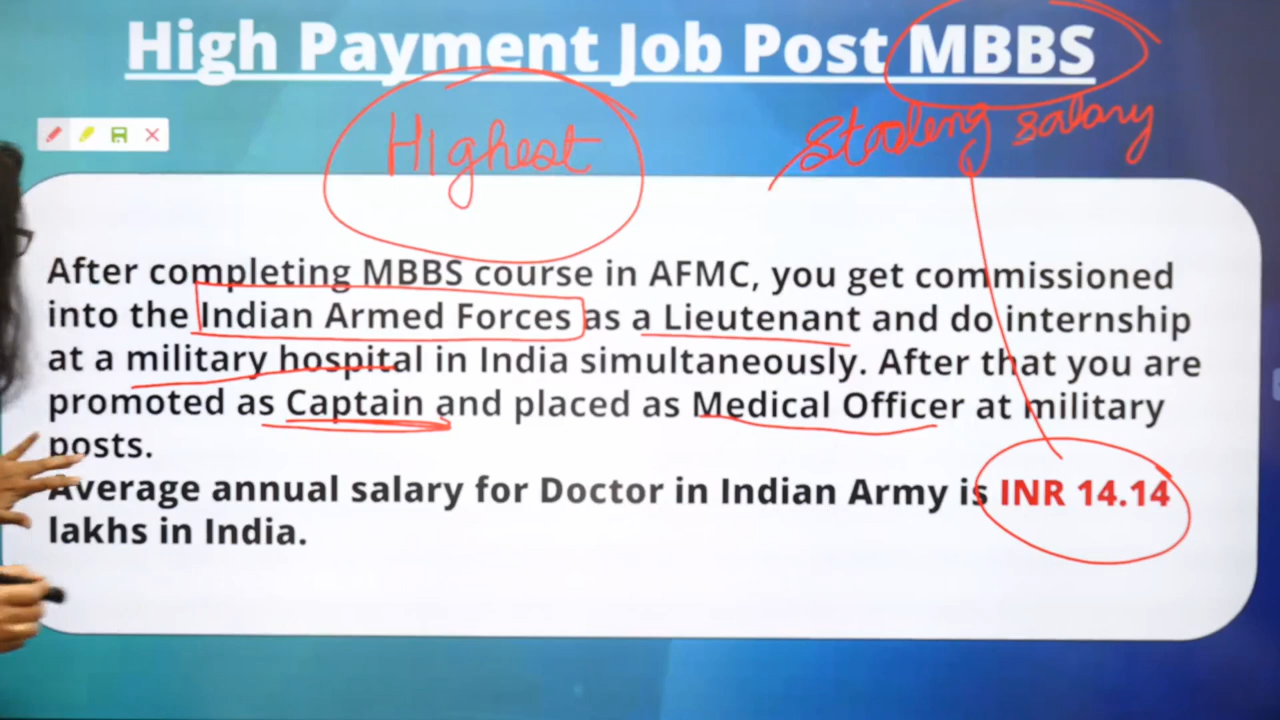 High Payment Job Post MBBS
Highest
salary
After completing MBBS course in AFMC, you get commissioned
into the Indian Armed Forces as a Lieutenant and do internship
at a military hospital in India simultaneously. After that you are
promoted as Captain and placed as Medical Officer at military
posts.
Average annual salary for Doctor in Indian Army is INR 14.14
lakhs in India.